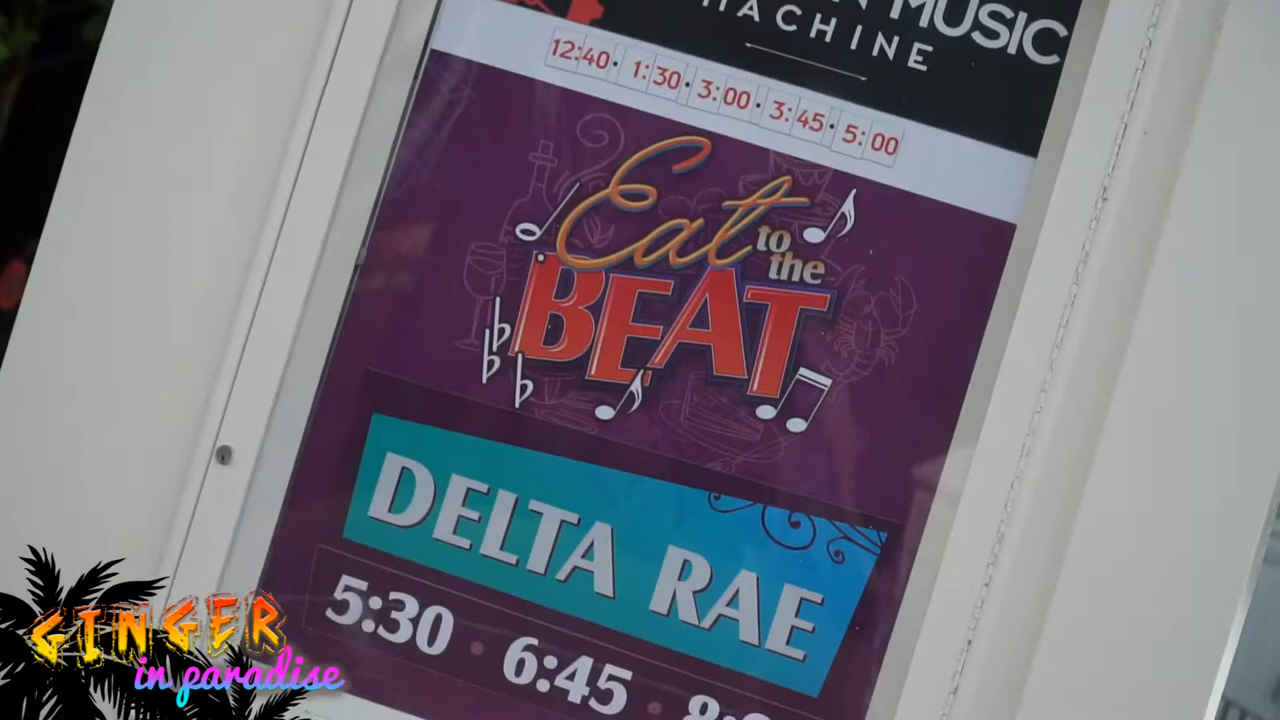 MUSIC
MACHINE
12:40 · 1:30 · 3:00 · 3:45 · 5:00
Eat
to
the
BEAT
DELTA RAE
5:30 · 6:45 ·
GINGER
in paradise